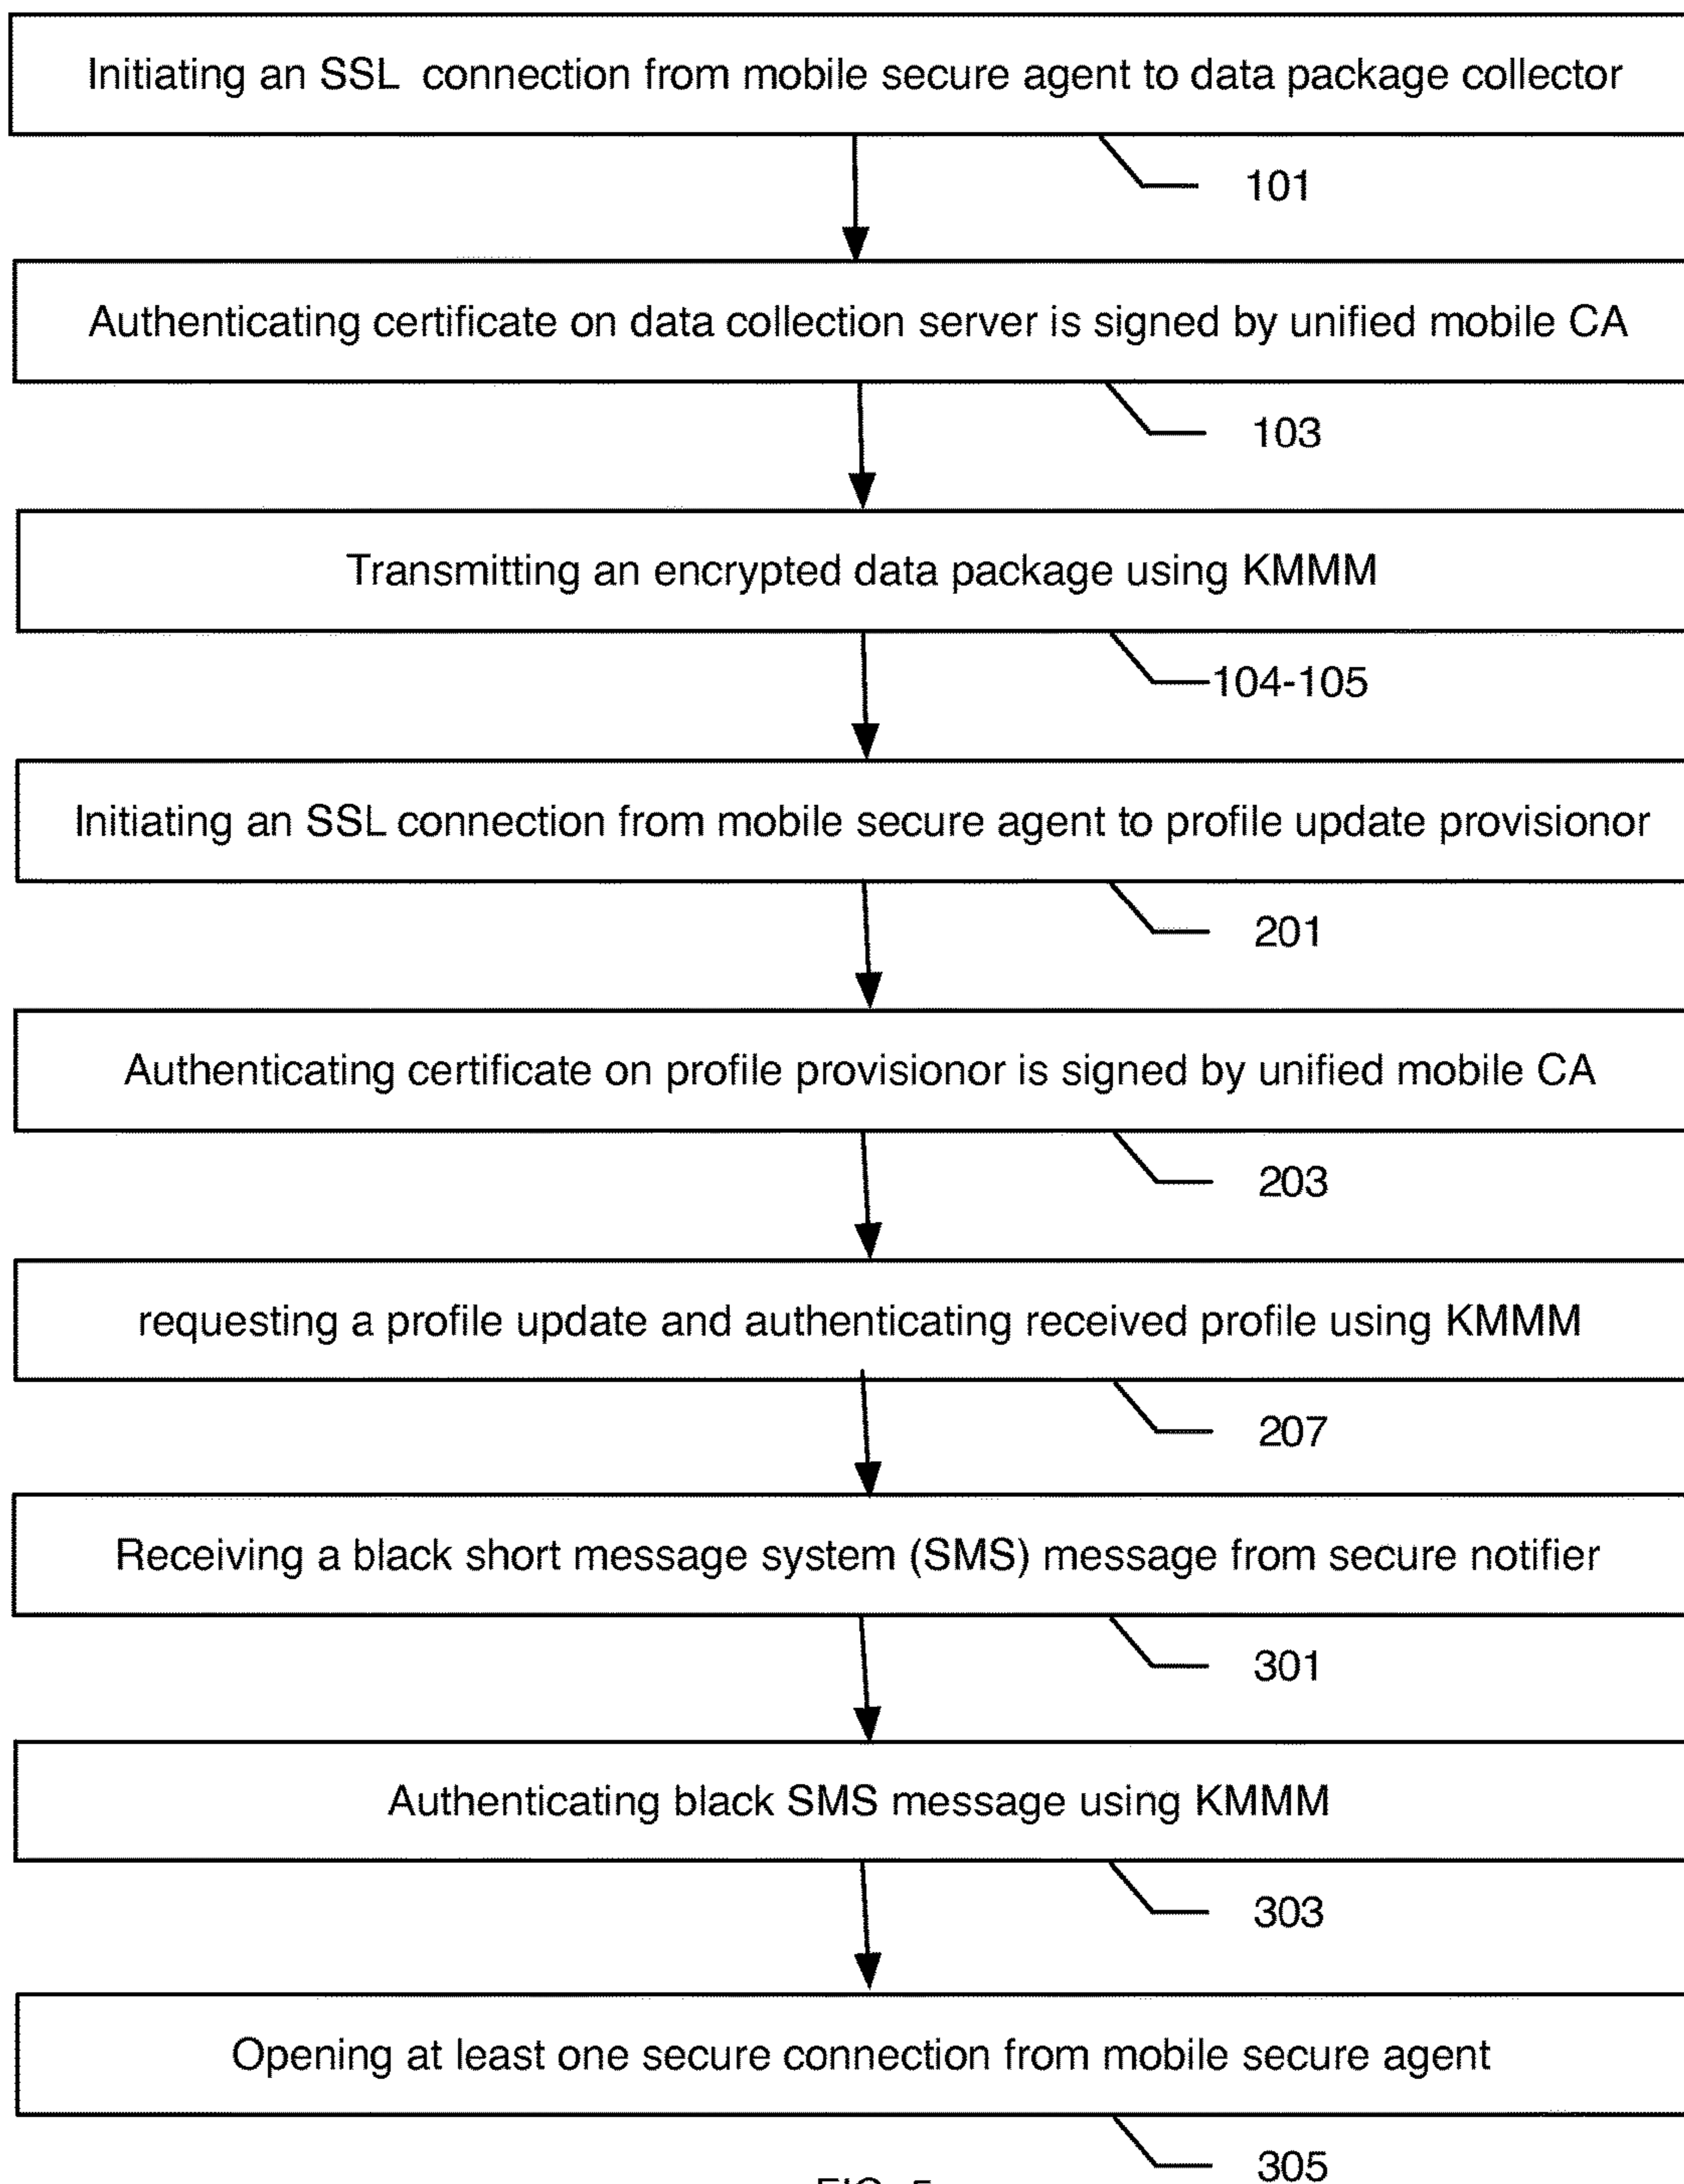 Initiating an SSL connection from mobile secure agent to data package collector
101
Authenticating certificate on data collection server is signed by unified mobile CA
103
Transmitting an encrypted data package using KMMM
104-105
Initiating an SSL connection from mobile secure agent to profile update provisionor
201
Authenticating certificate on profile provisionor is signed by unified mobile CA
203
requesting a profile update and authenticating received profile using KMMM
207
Receiving a black short message system (SMS) message from secure notifier
301
Authenticating black SMS message using KMMM
303
Opening at least one secure connection from mobile secure agent
305
FIG. 5